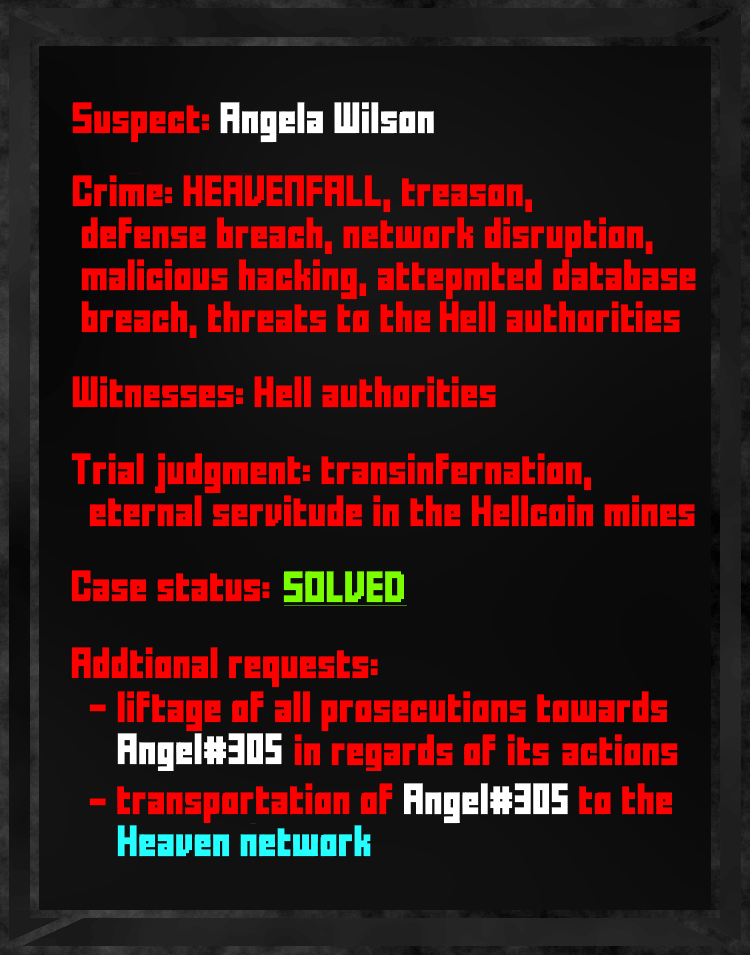 Suspect: Angela Wilson
Crime: HEAVENFALL, treason,
defense breach, network disruption,
malicious hacking, attepmted database
breach, threats to the Hell authorities
Witnesses: Hell authorities
Trial judgment: transinfernation,
eternal servitude in the Hellcoin mines
Case status: SOLVED
Addtional requests:
- liftage of all prosecutions towards
Angel#305 in regards of its actions
- transportation of Angel#305 to the
Heaven network